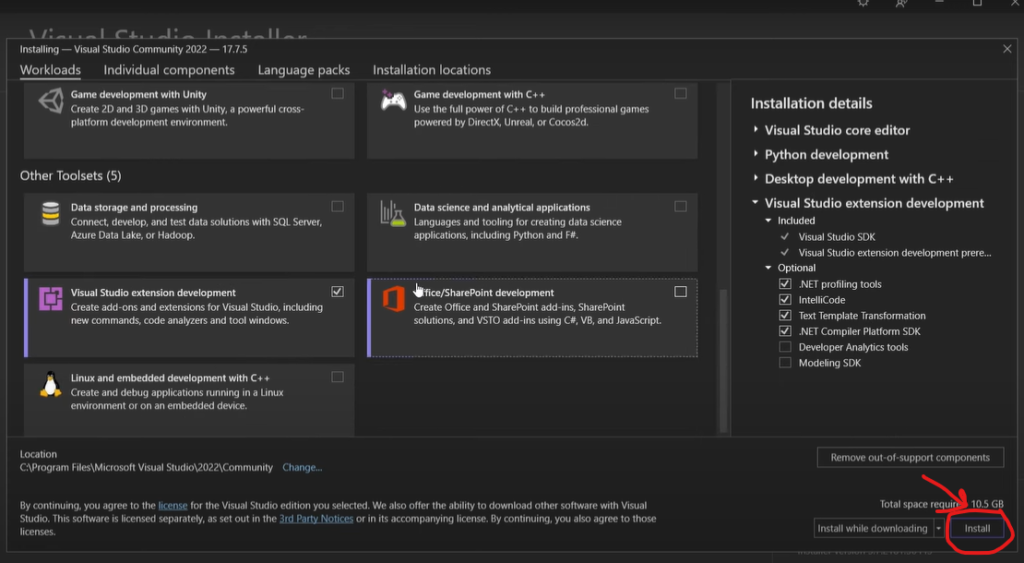 Visual Studio Installer
Installing — Visual Studio Community 2022 — 17.7.5
Workloads
Individual components
Language packs
Installation locations
Game development with Unity
Create 2D and 3D games with Unity, a powerful cross-
platform development environment.
Game development with C++
Use the full power of C++ to build professional games
powered by DirectX, Unreal, or Cocos2d.
Other Toolsets (5)
Data storage and processing
Connect, develop, and test data solutions with SQL Server,
Azure Data Lake, or Hadoop.
Data science and analytical applications
Languages and tooling for creating data science
applications, including Python and F#.
Visual Studio extension development
Create add-ons and extensions for Visual Studio, including
new commands, code analyzers and tool windows.
ffice/SharePoint development
Create Office and SharePoint add-ins, SharePoint
solutions, and VSTO add-ins using C#, VB, and JavaScript.
Linux and embedded development with C++
Create and debug applications running in a Linux
environment or on an embedded device.
Installation details
Visual Studio core editor
Python development
Desktop development with C++
Visual Studio extension development
Included
Visual Studio SDK
Visual Studio extension development prere...
Optional
.NET profiling tools
IntelliCode
Text Template Transformation
.NET Compiler Platform SDK
Developer Analytics tools
Modeling SDK
Location
C:\Program Files\Microsoft Visual Studio\2022\Community Change...
Remove out-of-support components
By continuing, you agree to the license for the Visual Studio edition you selected. We also offer the ability to download other software with Visual
Studio. This software is licensed separately, as set out in the 3rd Party Notices or in its accompanying license. By continuing, you also agree to those
licenses.
Total space require 10.5 GB
Install while downloading
Install